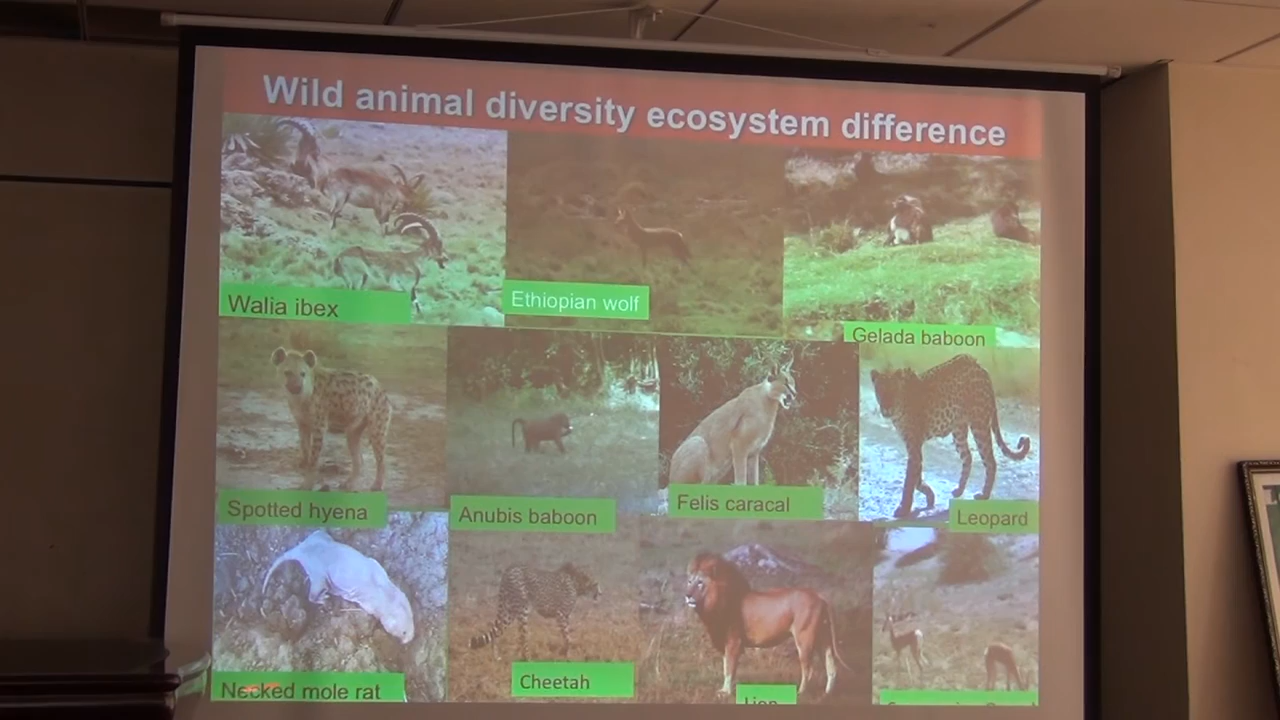 Wild animal diversity ecosystem difference
Walia ibex
Ethiopian wolf
Gelada baboon
Spotted hyena
Anubis baboon
Felis caracal
Leopard
Necked mole rat
Cheetah
Lion